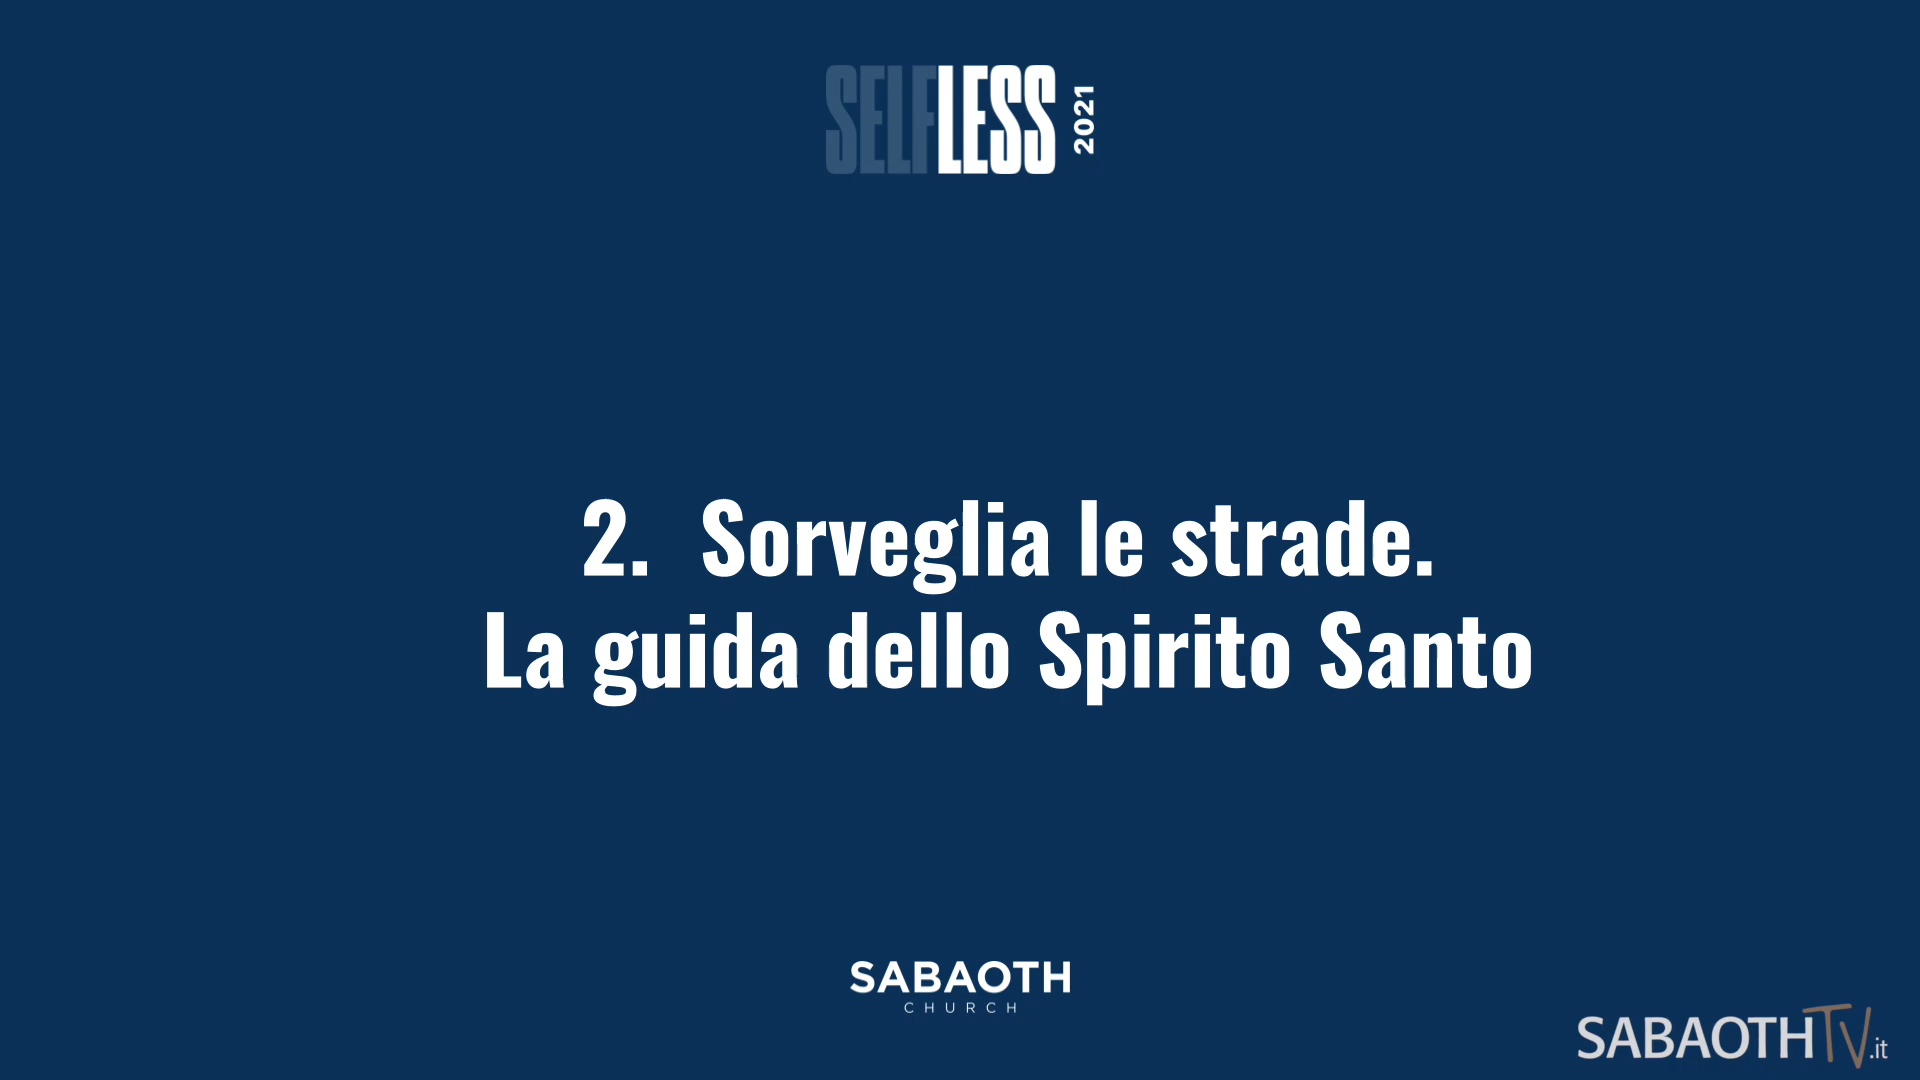 SELFLESS 2021
2. Sorveglia le strade.
La guida dello Spirito Santo
SABAOTH
CHURCH
SABAOTHTV.it